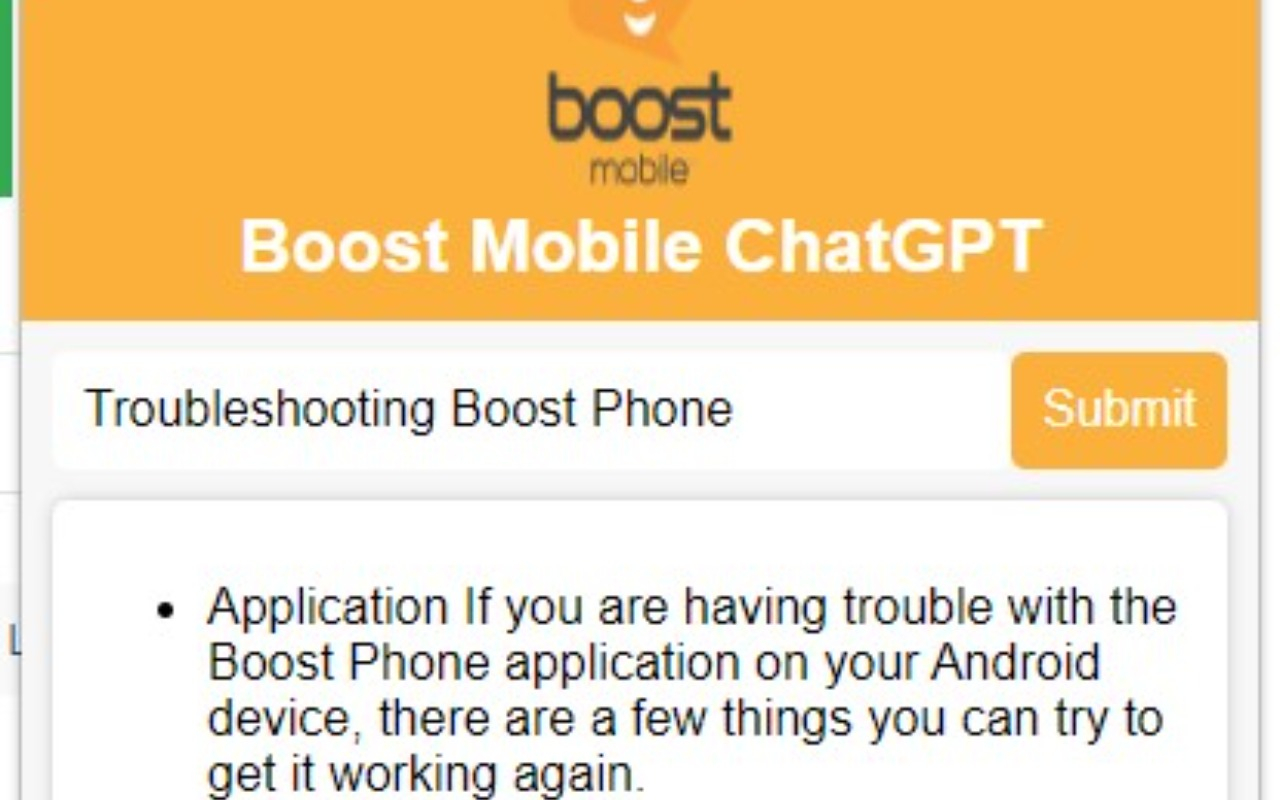 boost
mobile
Boost Mobile ChatGPT
Troubleshooting Boost Phone
Submit
• Application If you are having trouble with the
Boost Phone application on your Android
device, there are a few things you can try to
get it working again.
L